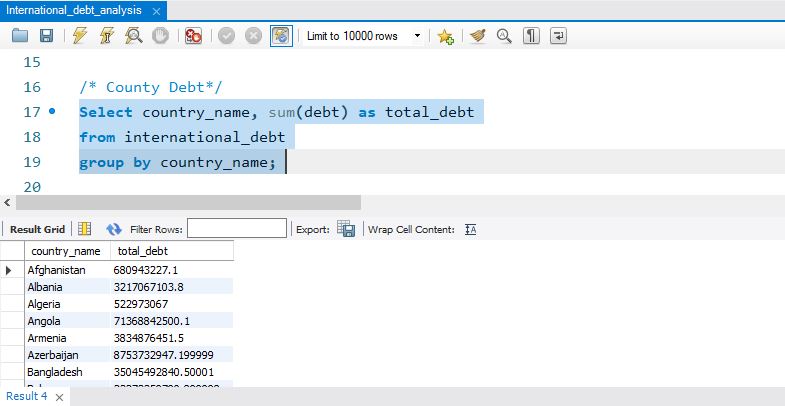 International_debt_analysis
Limit to 10000 rows
15
16 /* County Debt*/
17 Select country_name, sum(debt) as total_debt
18 from international_debt
19 group by country_name;
20
Result Grid Filter Rows: Export: Wrap Cell Content:
country_name total_debt
Afghanistan 680943227.1
Albania 3217067103.8
Algeria 522973067
Angola 71368842500.1
Armenia 3834876451.5
Azerbaijan 8753732947.199999
Bangladesh 35045492840.50001
Result 4